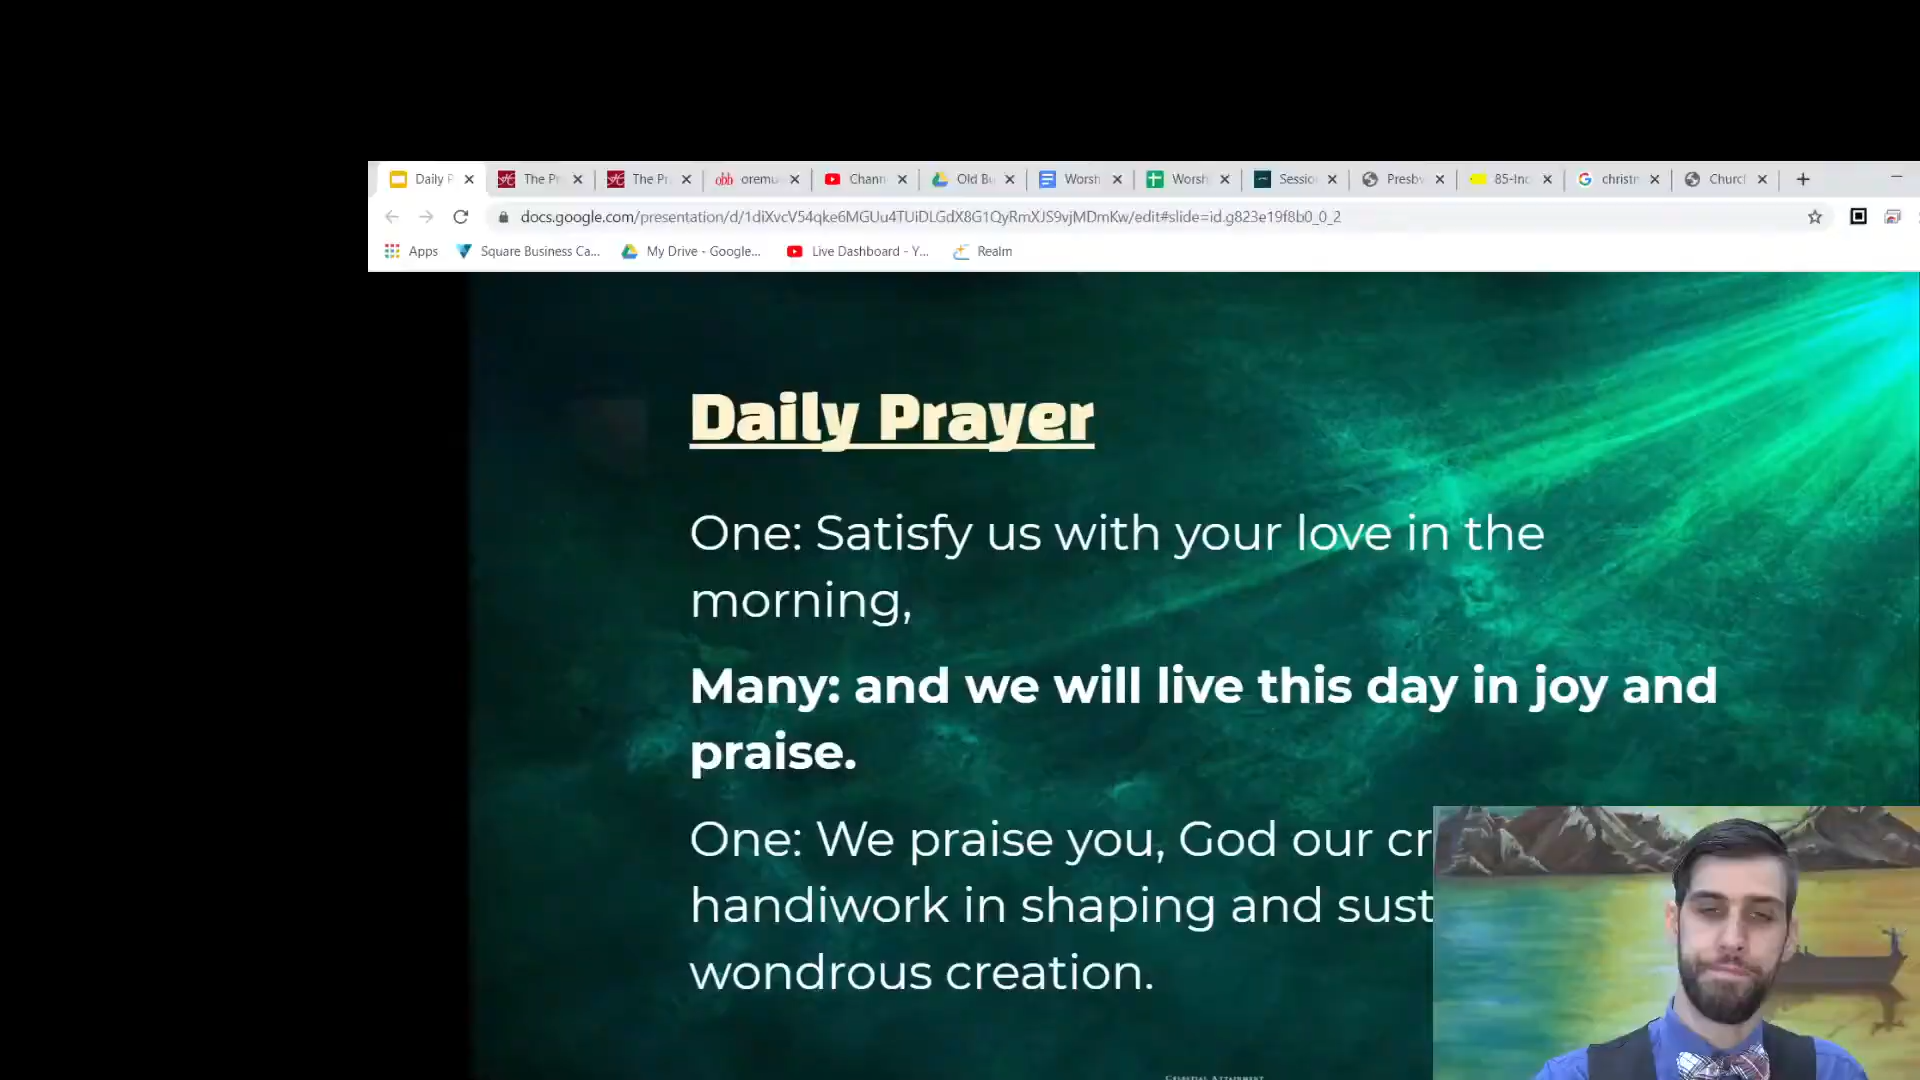 Daily P The Pr The Pr oremu Chann Old Bu Worsh Worsh Sessio Presby 85-Inc christm Church
docs.google.com/presentation/d/1diXvcV54qke6MGUu4TUiDLGdX8G1QyRmXJS9vjMDmKw/edit#slide=id.g823e19f8b0_0_2
Apps Square Business Ca... My Drive - Google... Live Dashboard - Y... Realm
Daily Prayer
One: Satisfy us with your love in the
morning,
Many: and we will live this day in joy and
praise.
One: We praise you, God our cr
handiwork in shaping and sust
wondrous creation.